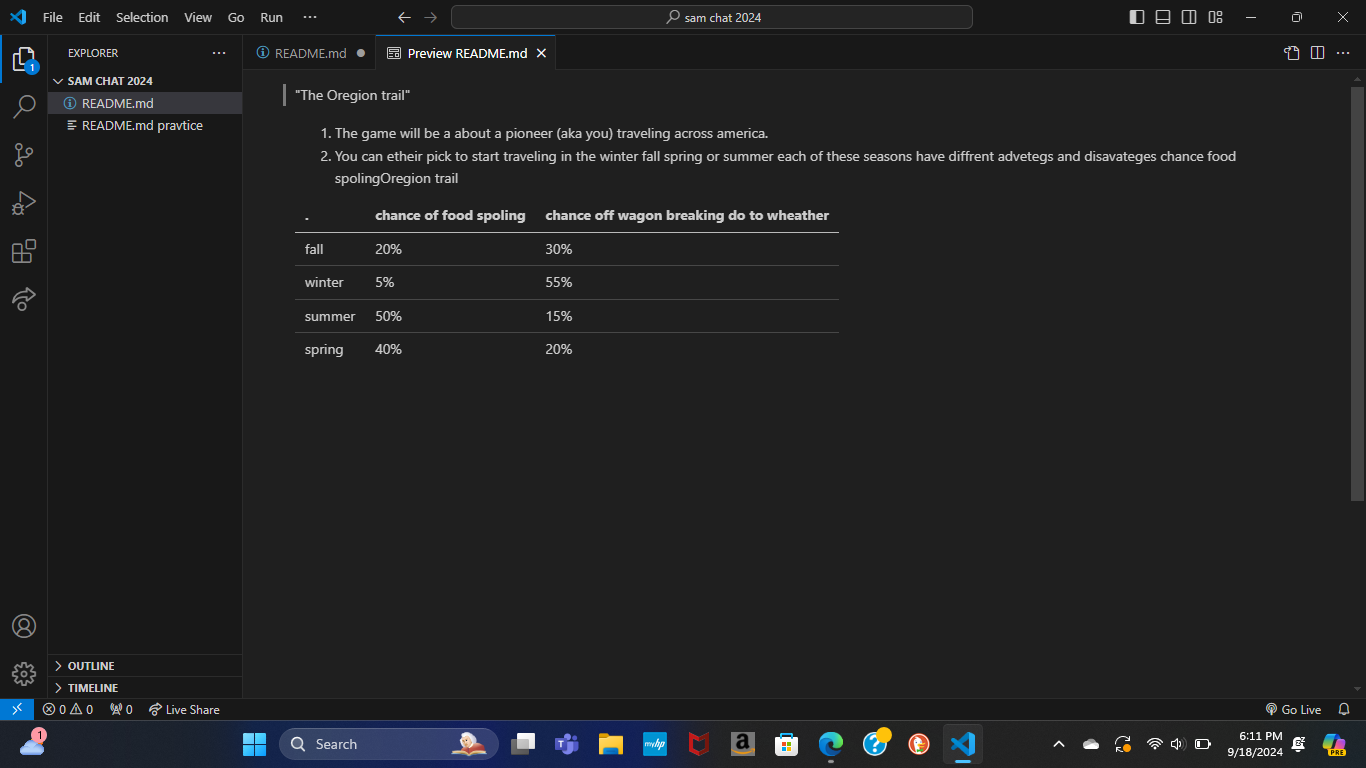 File Edit Selection View Go Run ···
sam chat 2024
EXPLORER ···
README.md
Preview README.md
SAM CHAT 2024
README.md
README.md pravtice
"The Oregion trail"
1. The game will be a about a pioneer (aka you) traveling across america.
2. You can etheir pick to start traveling in the winter fall spring or summer each of these seasons have diffrent advetegs and disavateges chance food
spolingOregion trail
. chance of food spoling chance off wagon breaking do to wheather
fall 20% 30%
winter 5% 55%
summer 50% 15%
spring 40% 20%
1
OUTLINE
TIMELINE
0 0 0 Live Share
Go Live
1
Search
myhp
a
?
6:11 PM
9/18/2024
PRE